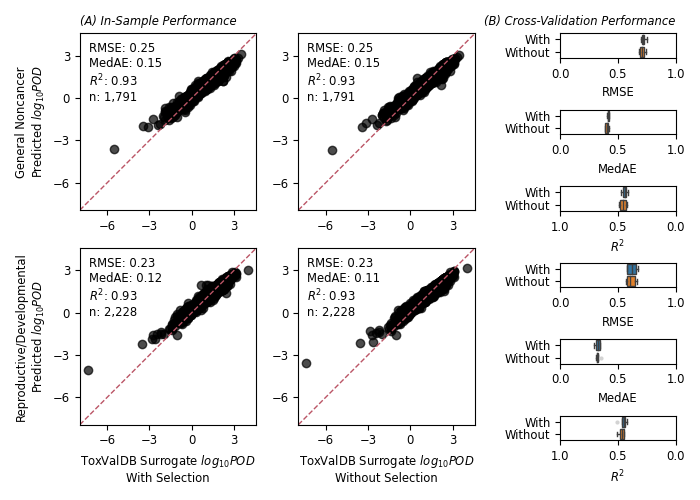 (A) In-Sample Performance
(B) Cross-Validation Performance
General Noncancer
Predicted log10POD
3
0
−3
−6
RMSE: 0.25
MedAE: 0.15
R²: 0.93
n: 1,791
−6 −3 0 3
3
0
−3
−6
RMSE: 0.25
MedAE: 0.15
R²: 0.93
n: 1,791
−6 −3 0 3
With
Without
0.0 0.5 1.0
RMSE
With
Without
0.0 0.5 1.0
MedAE
With
Without
1.0 0.5 0.0
R²
Reproductive/Developmental
Predicted log10POD
3
0
−3
−6
RMSE: 0.23
MedAE: 0.12
R²: 0.93
n: 2,228
−6 −3 0 3
ToxValDB Surrogate log10POD
With Selection
3
0
−3
−6
RMSE: 0.23
MedAE: 0.11
R²: 0.93
n: 2,228
−6 −3 0 3
ToxValDB Surrogate log10POD
Without Selection
With
Without
0.0 0.5 1.0
RMSE
With
Without
0.0 0.5 1.0
MedAE
With
Without
1.0 0.5 0.0
R²